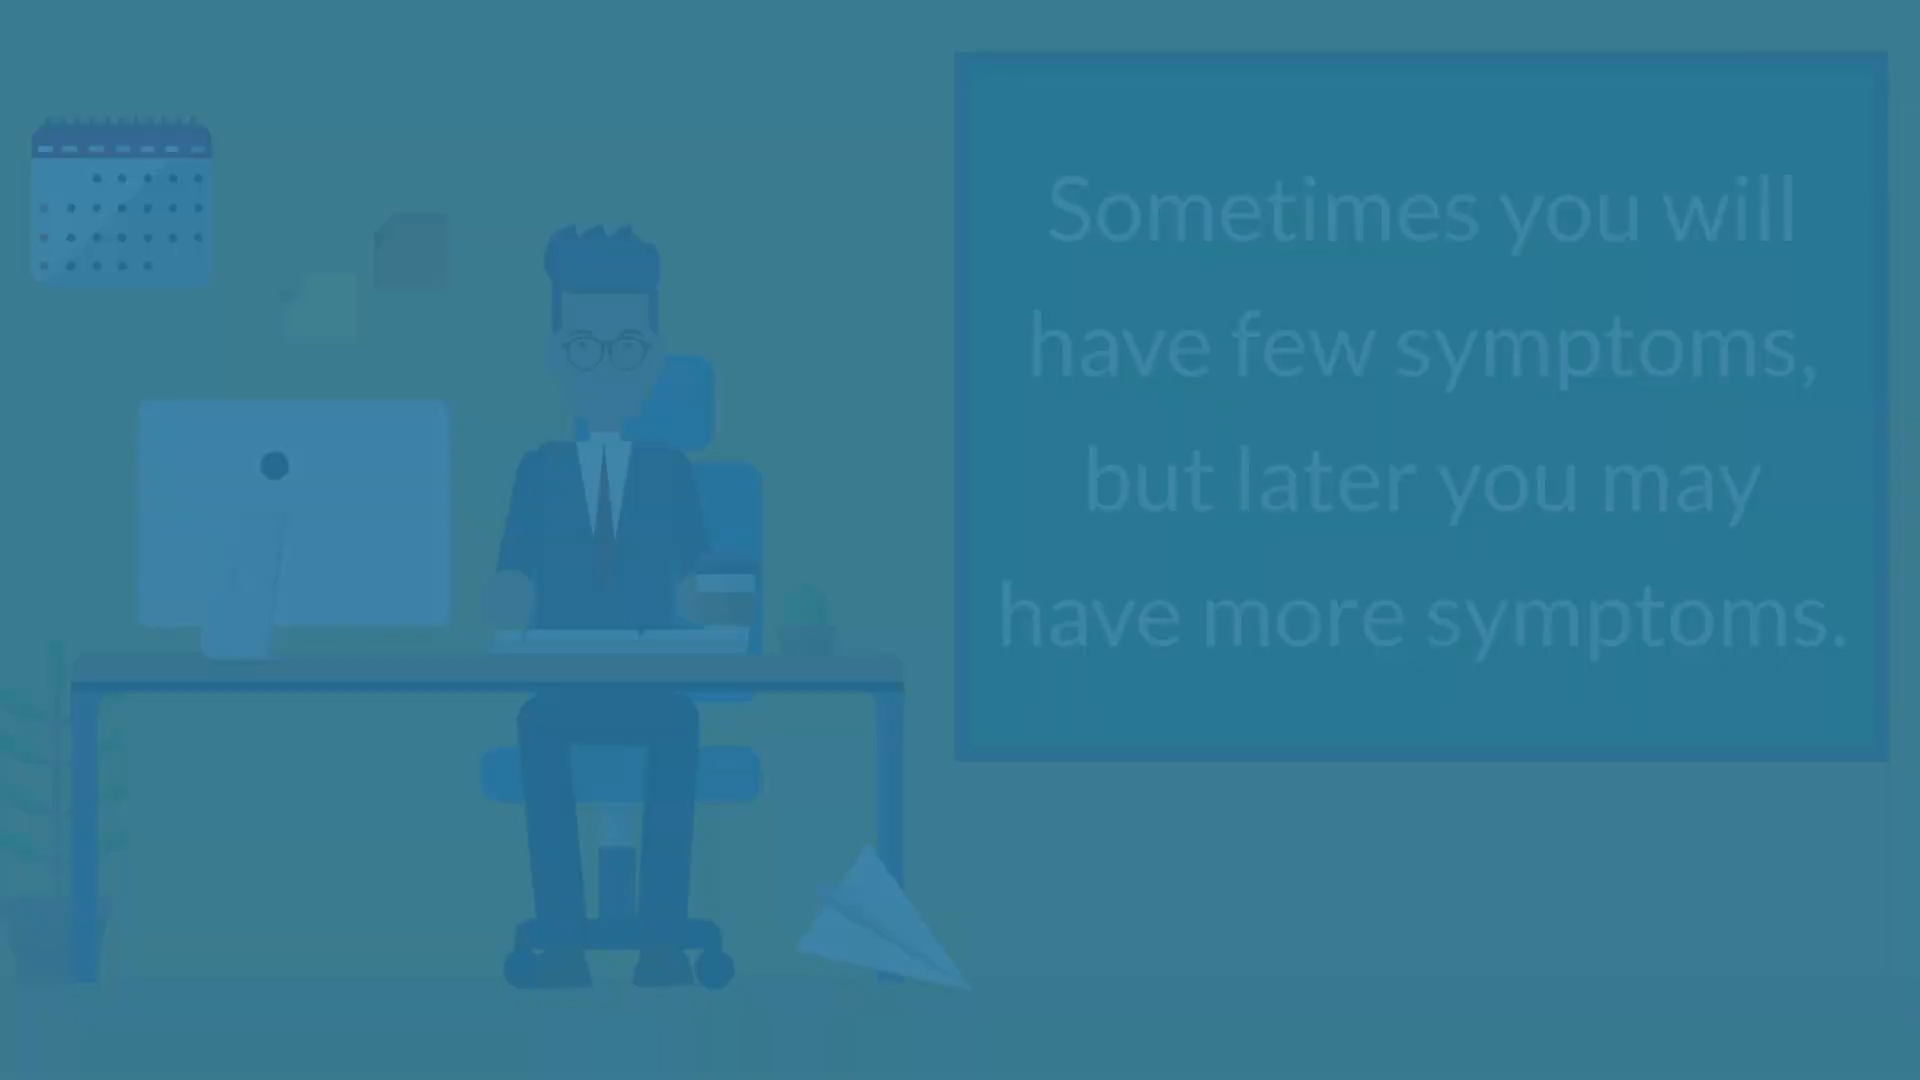 Sometimes you will
have few symptoms,
but later you may
have more symptoms.